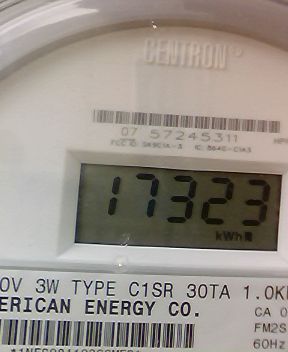 CENTRON®
07 57245311
17323
kWh
0V 3W TYPE C1SR 30TA 1.0K
ERICAN ENERGY CO.
CA 0
FM2S
60Hz